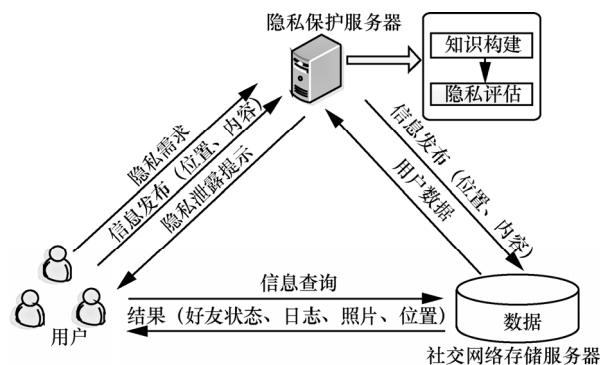 隐私保护服务器
知识构建
隐私评估
隐私需求
信息发布（位置、内容）
隐私泄露提示
信息发布（位置、内容）
用户数据
信息查询
结果（好友状态、日志、照片、位置）
用户
数据
社交网络存储服务器